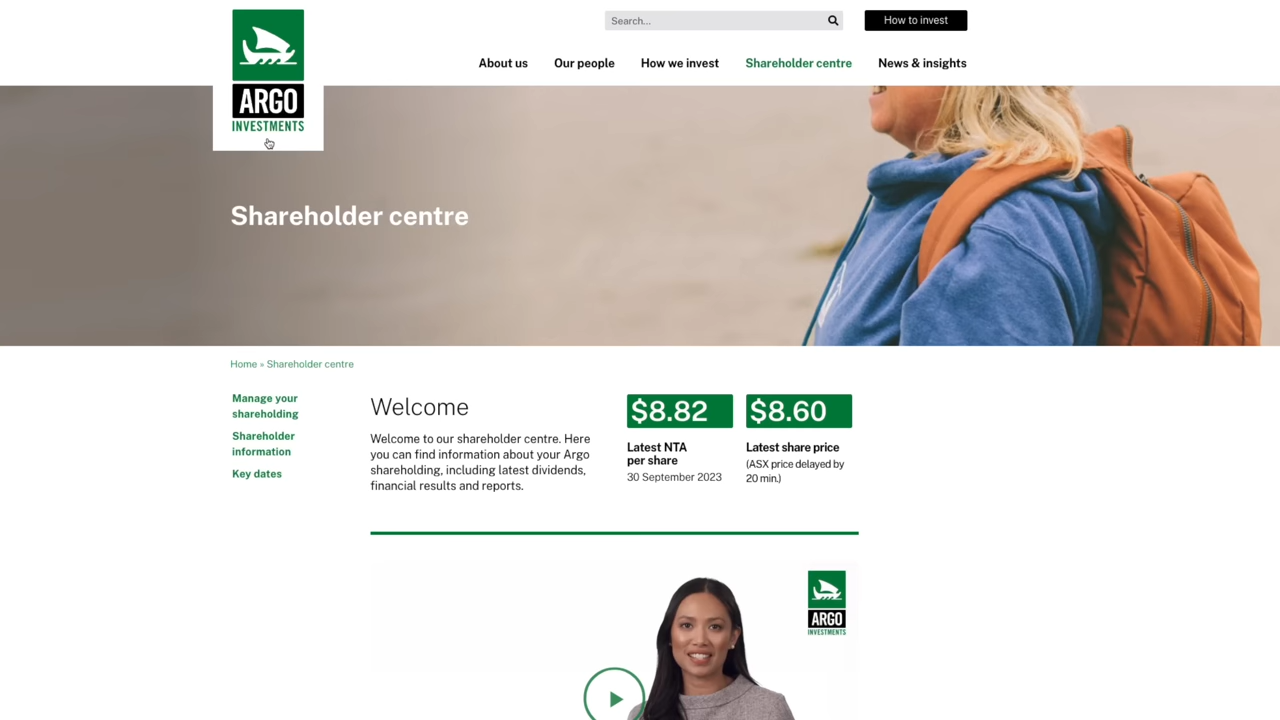 Search...
How to invest
ARGO
INVESTMENTS
About us
Our people
How we invest
Shareholder centre
News & insights
Shareholder centre
Home » Shareholder centre
Manage your
shareholding
Shareholder
information
Key dates
Welcome
Welcome to our shareholder centre. Here
you can find information about your Argo
shareholding, including latest dividends,
financial results and reports.
$8.82
Latest NTA
per share
30 September 2023
$8.60
Latest share price
(ASX price delayed by
20 min.)
ARGO
INVESTMENTS